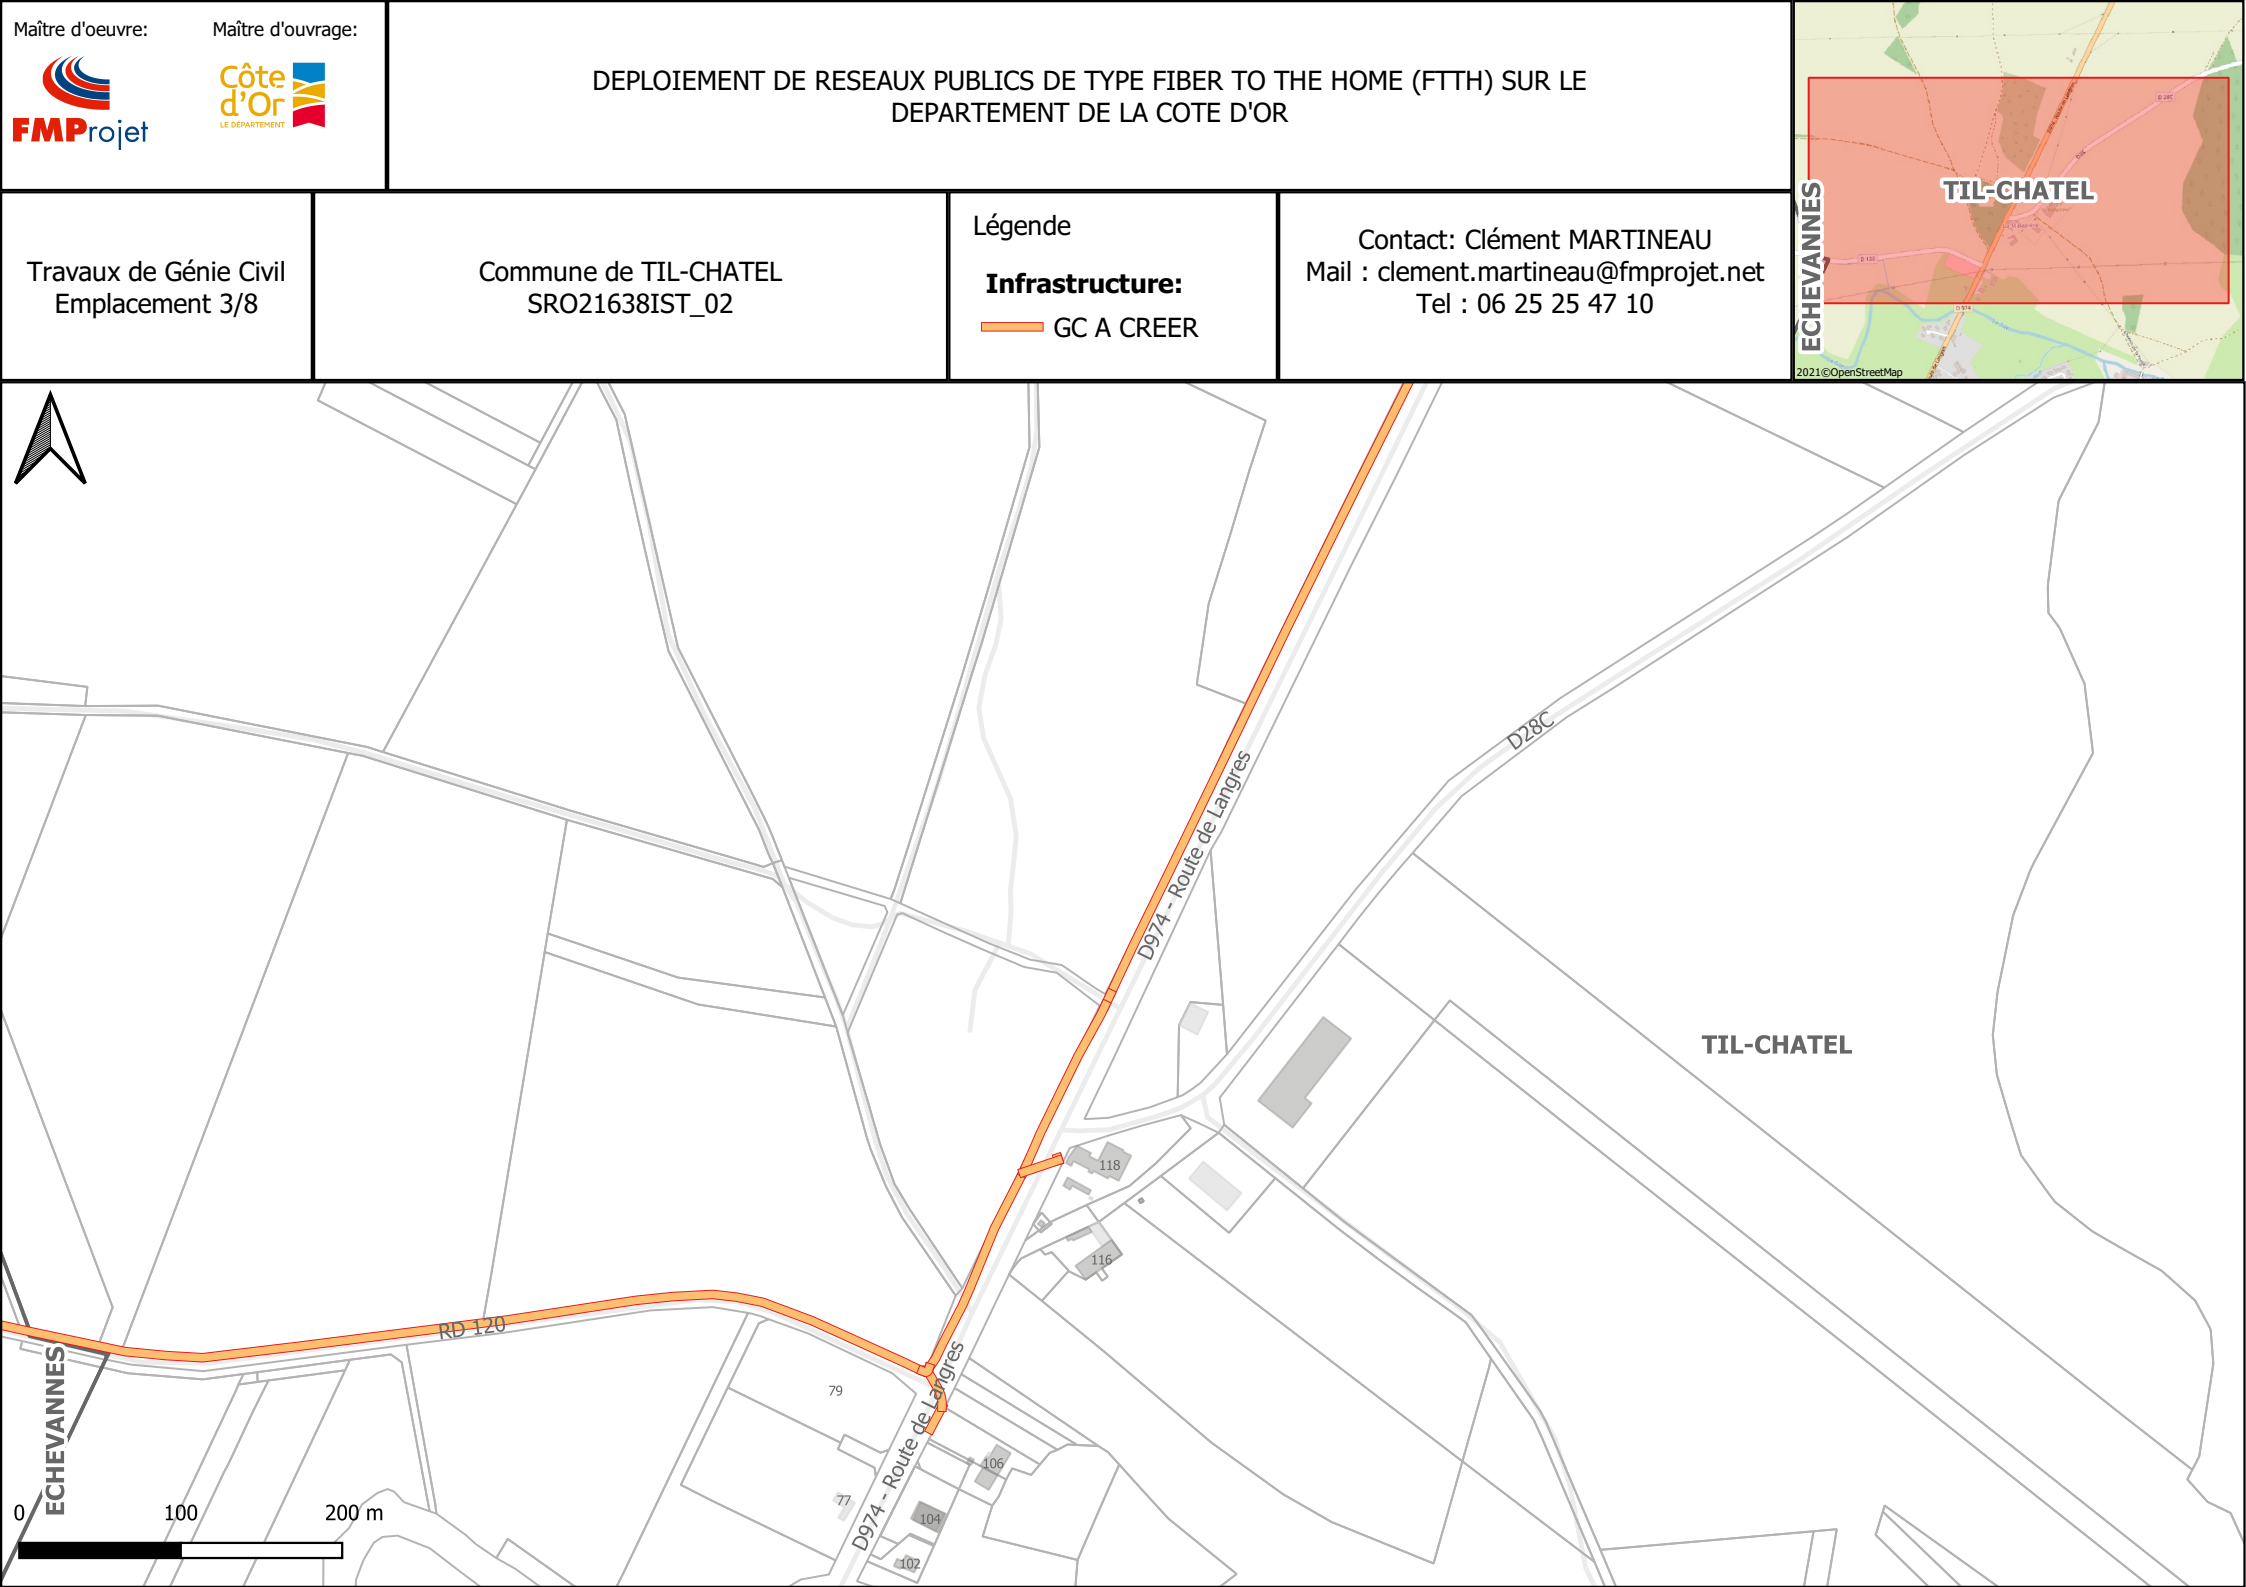 Maître d'oeuvre:
Maître d'ouvrage:
FMProjet
Côte
d'Or
LE DÉPARTEMENT
DEPLOIEMENT DE RESEAUX PUBLICS DE TYPE FIBER TO THE HOME (FTTH) SUR LE
DEPARTEMENT DE LA COTE D'OR
Travaux de Génie Civil
Emplacement 3/8
Commune de TIL-CHATEL
SRO21638IST_02
Légende
Infrastructure:
GC A CREER
Contact: Clément MARTINEAU
Mail : clement.martineau@fmprojet.net
Tel : 06 25 25 47 10
TIL-CHATEL
ECHEVANNES
D 974
2021©OpenStreetMap
D28C
D974 - Route de Langres
TIL-CHATEL
118
116
RD 120
ECHEVANNES
79
D974 - Route de Langres
106
77
104
102
0 100 200 m